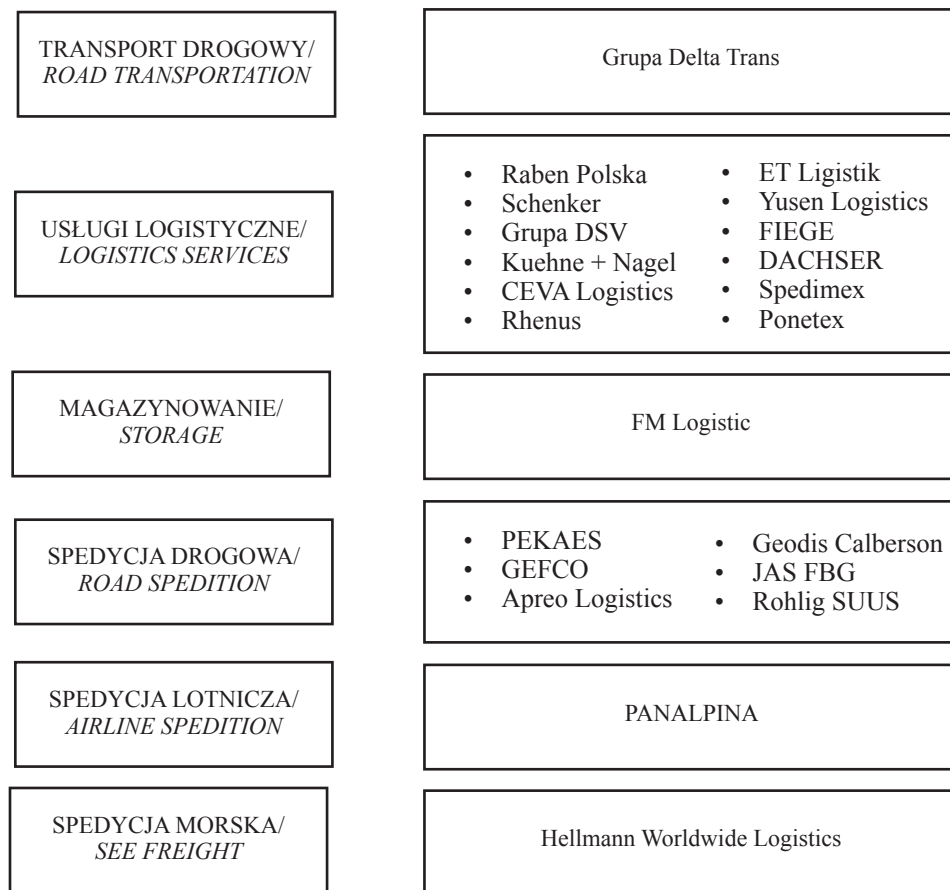 TRANSPORT DROGOWY/
ROAD TRANSPORTATION
Grupa Delta Trans
USŁUGI LOGISTYCZNE/
LOGISTICS SERVICES
• Raben Polska
• Schenker
• Grupa DSV
• Kuehne + Nagel
• CEVA Logistics
• Rhenus
• ET Ligistik
• Yusen Logistics
• FIEGE
• DACHSER
• Spedimex
• Ponetex
MAGAZYNOWANIE/
STORAGE
FM Logistic
SPEDYCJA DROGOWA/
ROAD SPEDITION
• PEKAES
• GEFCO
• Apreo Logistics
• Geodis Calberson
• JAS FBG
• Rohlig SUUS
SPEDYCJA LOTNICZA/
AIRLINE SPEDITION
PANALPINA
SPEDYCJA MORSKA/
SEE FREIGHT
Hellmann Worldwide Logistics